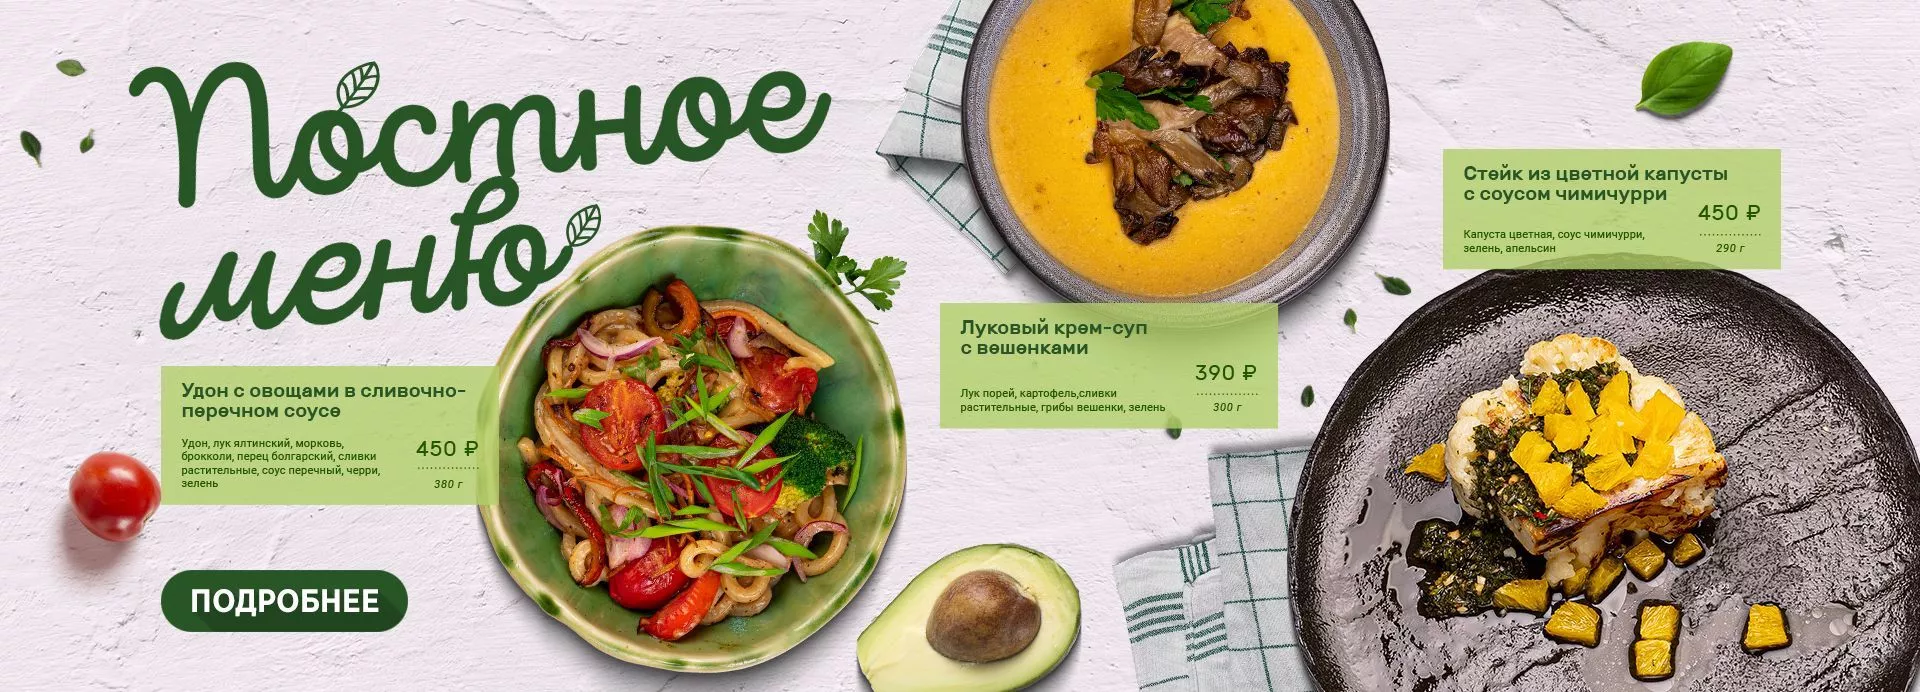 Постное
меню
Удон с овощами в сливочно-
перечном соусе
Удон, лук ялтинский, морковь,
брокколи, перец болгарский, сливки
растительные, соус перечный, черри,
зелень
450 ₽
380 г
ПОДРОБНЕЕ
Луковый крем-суп
с вешенками
Лук порей, картофель,сливки
растительные, грибы вешенки, зелень
390 ₽
300 г
Стейк из цветной капусты
с соусом чимичурри
Капуста цветная, соус чимичурри,
зелень, апельсин
450 ₽
290 г